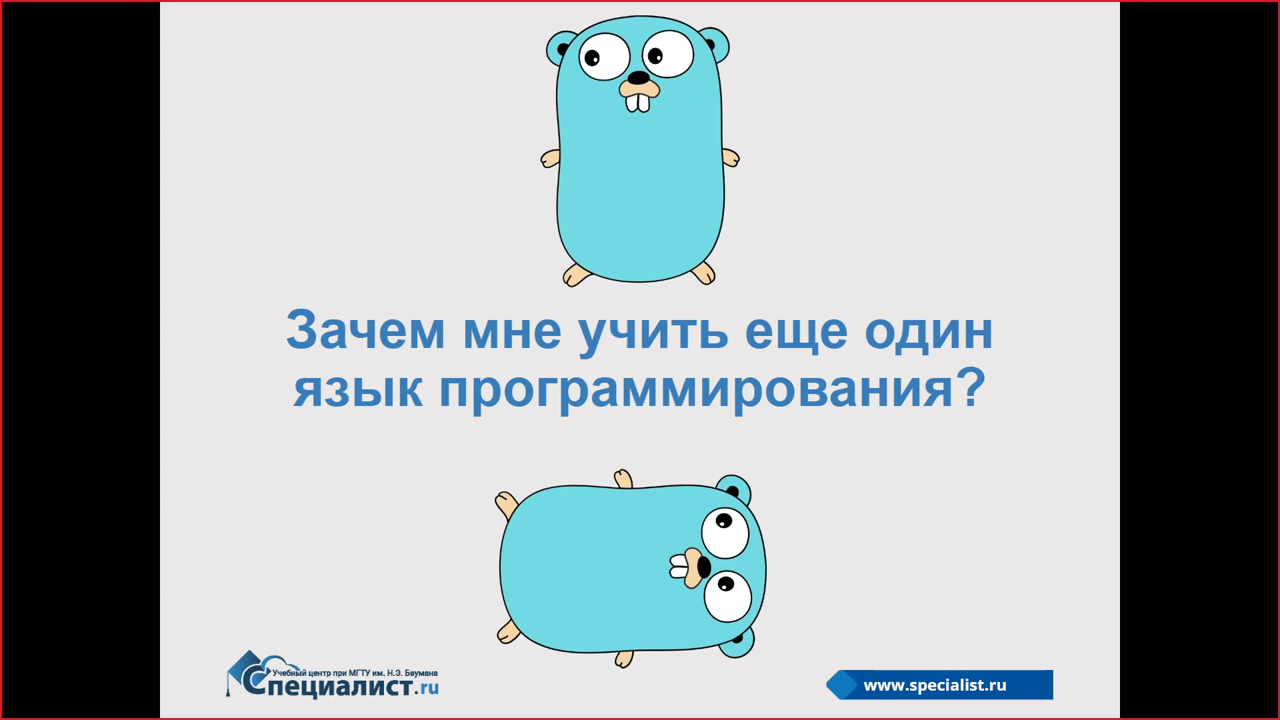 Зачем мне учить еще один
язык программирования?
Учебный центр при МГТУ им. Н.Э. Баумана
Специалист.ru
www.specialist.ru